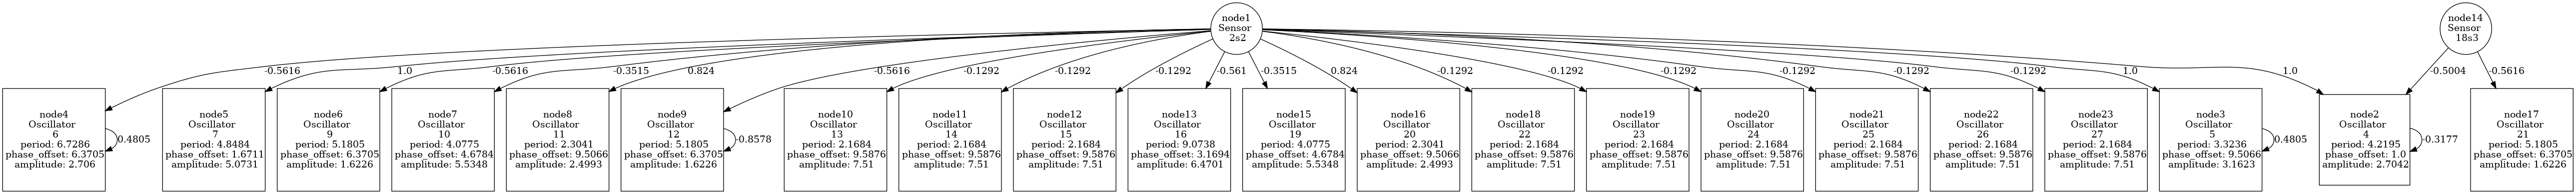 node1
Sensor
2s2
node14
Sensor
18s3
-0.5616
1.0
-0.5616
-0.3515
0.824
-0.5616
-0.1292
-0.1292
-0.1292
-0.561
-0.3515
0.824
-0.1292
-0.1292
-0.1292
-0.1292
-0.1292
-0.1292
1.0
1.0
-0.5004
-0.5616
node4
Oscillator
6
period: 6.7286
phase_offset: 6.3705
amplitude: 2.706
0.4805
node5
Oscillator
7
period: 4.8484
phase_offset: 1.6711
amplitude: 5.0731
node6
Oscillator
9
period: 5.1805
phase_offset: 6.3705
amplitude: 1.6226
node7
Oscillator
10
period: 4.0775
phase_offset: 4.6784
amplitude: 5.5348
node8
Oscillator
11
period: 2.3041
phase_offset: 9.5066
amplitude: 2.4993
node9
Oscillator
12
period: 5.1805
phase_offset: 6.3705
amplitude: 1.6226
-0.8578
node10
Oscillator
13
period: 2.1684
phase_offset: 9.5876
amplitude: 7.51
node11
Oscillator
14
period: 2.1684
phase_offset: 9.5876
amplitude: 7.51
node12
Oscillator
15
period: 2.1684
phase_offset: 9.5876
amplitude: 7.51
node13
Oscillator
16
period: 9.0738
phase_offset: 3.1694
amplitude: 6.4701
node15
Oscillator
19
period: 4.0775
phase_offset: 4.6784
amplitude: 5.5348
node16
Oscillator
20
period: 2.3041
phase_offset: 9.5066
amplitude: 2.4993
node18
Oscillator
22
period: 2.1684
phase_offset: 9.5876
amplitude: 7.51
node19
Oscillator
23
period: 2.1684
phase_offset: 9.5876
amplitude: 7.51
node20
Oscillator
24
period: 2.1684
phase_offset: 9.5876
amplitude: 7.51
node21
Oscillator
25
period: 2.1684
phase_offset: 9.5876
amplitude: 7.51
node22
Oscillator
26
period: 2.1684
phase_offset: 9.5876
amplitude: 7.51
node23
Oscillator
27
period: 2.1684
phase_offset: 9.5876
amplitude: 7.51
node3
Oscillator
5
period: 3.3236
phase_offset: 9.5066
amplitude: 3.1623
0.4805
node2
Oscillator
4
period: 4.2195
phase_offset: 1.0
amplitude: 2.7042
-0.3177
node17
Oscillator
21
period: 5.1805
phase_offset: 6.3705
amplitude: 1.6226